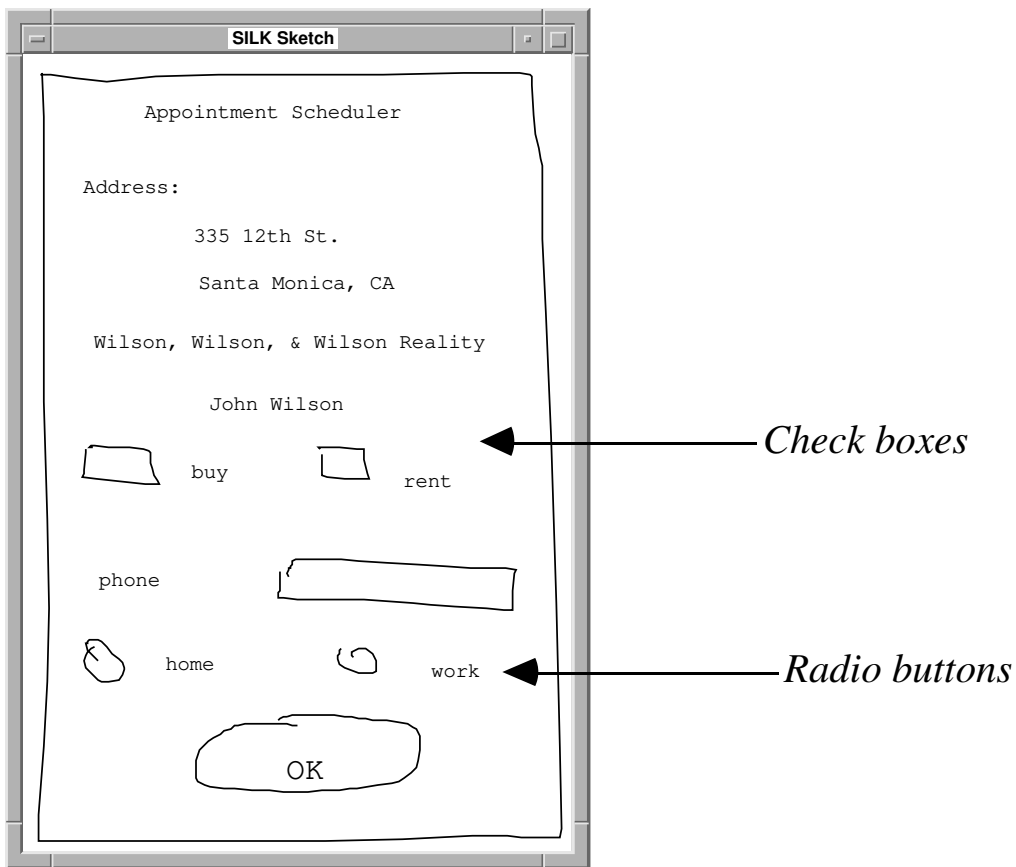 SILK Sketch
Appointment Scheduler
Address:
335 12th St.
Santa Monica, CA
Wilson, Wilson, & Wilson Reality
John Wilson
buy rent
Check boxes
phone
home work
Radio buttons
OK